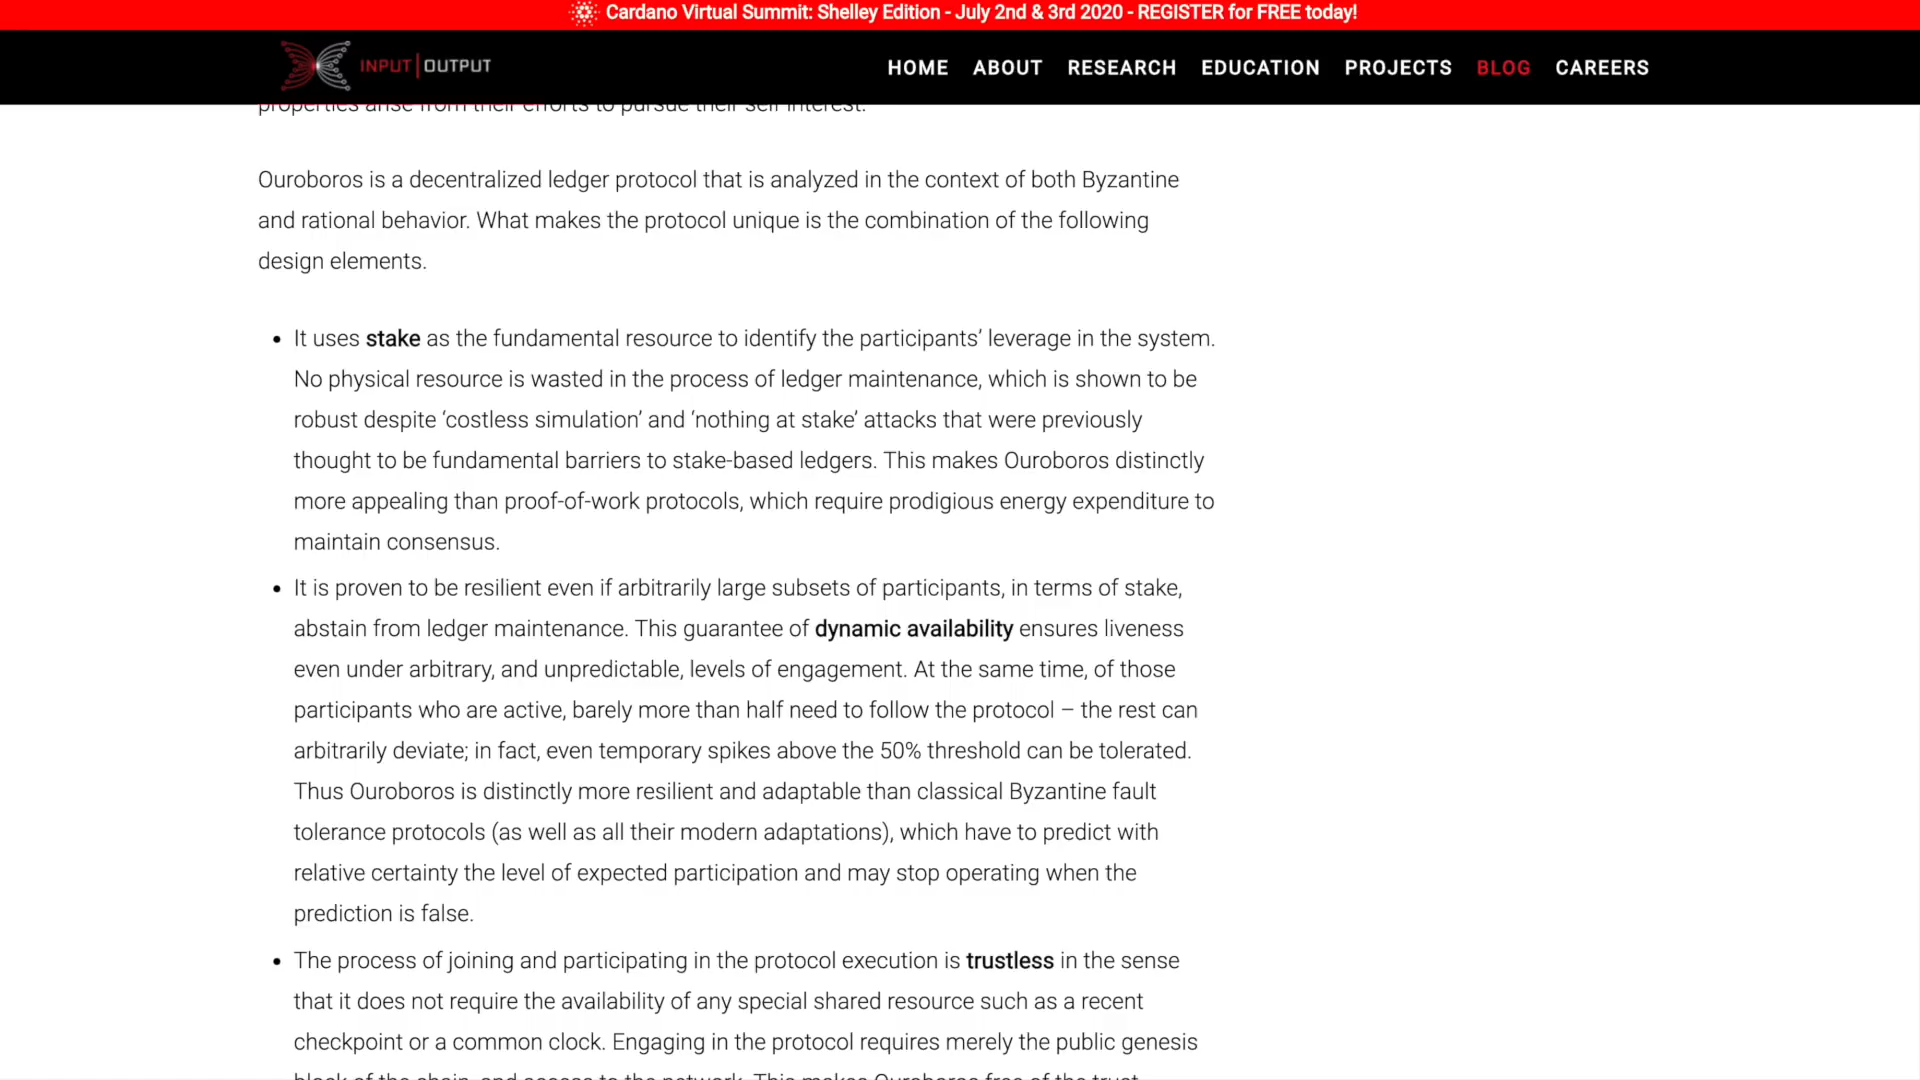 Cardano Virtual Summit: Shelley Edition - July 2nd & 3rd 2020 - REGISTER for FREE today!
INPUT | OUTPUT
HOME ABOUT RESEARCH EDUCATION PROJECTS BLOG CAREERS
properties arise from their efforts to pursue their self interest.
Ouroboros is a decentralized ledger protocol that is analyzed in the context of both Byzantine
and rational behavior. What makes the protocol unique is the combination of the following
design elements.
• It uses stake as the fundamental resource to identify the participants’ leverage in the system.
No physical resource is wasted in the process of ledger maintenance, which is shown to be
robust despite ‘costless simulation’ and ‘nothing at stake’ attacks that were previously
thought to be fundamental barriers to stake-based ledgers. This makes Ouroboros distinctly
more appealing than proof-of-work protocols, which require prodigious energy expenditure to
maintain consensus.
• It is proven to be resilient even if arbitrarily large subsets of participants, in terms of stake,
abstain from ledger maintenance. This guarantee of dynamic availability ensures liveness
even under arbitrary, and unpredictable, levels of engagement. At the same time, of those
participants who are active, barely more than half need to follow the protocol – the rest can
arbitrarily deviate; in fact, even temporary spikes above the 50% threshold can be tolerated.
Thus Ouroboros is distinctly more resilient and adaptable than classical Byzantine fault
tolerance protocols (as well as all their modern adaptations), which have to predict with
relative certainty the level of expected participation and may stop operating when the
prediction is false.
• The process of joining and participating in the protocol execution is trustless in the sense
that it does not require the availability of any special shared resource such as a recent
checkpoint or a common clock. Engaging in the protocol requires merely the public genesis
block of the chain, and access to the network. This makes Ouroboros free of the trust